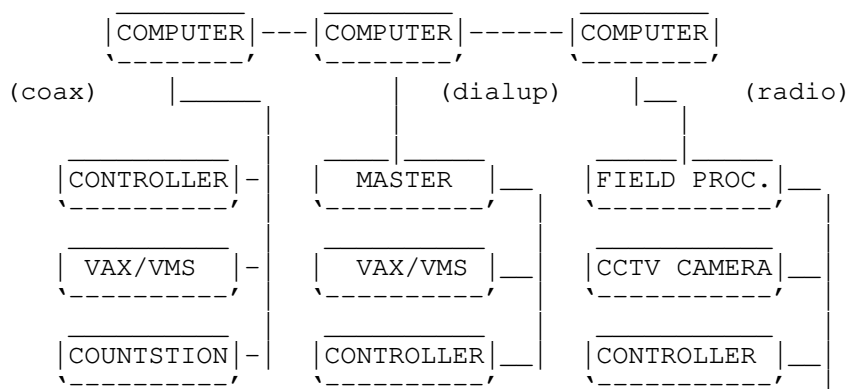 COMPUTER COMPUTER COMPUTER
(coax) (dialup) (radio)
CONTROLLER MASTER FIELD PROC.
VAX/VMS VAX/VMS CCTV CAMERA
COUNTSTION CONTROLLER CONTROLLER